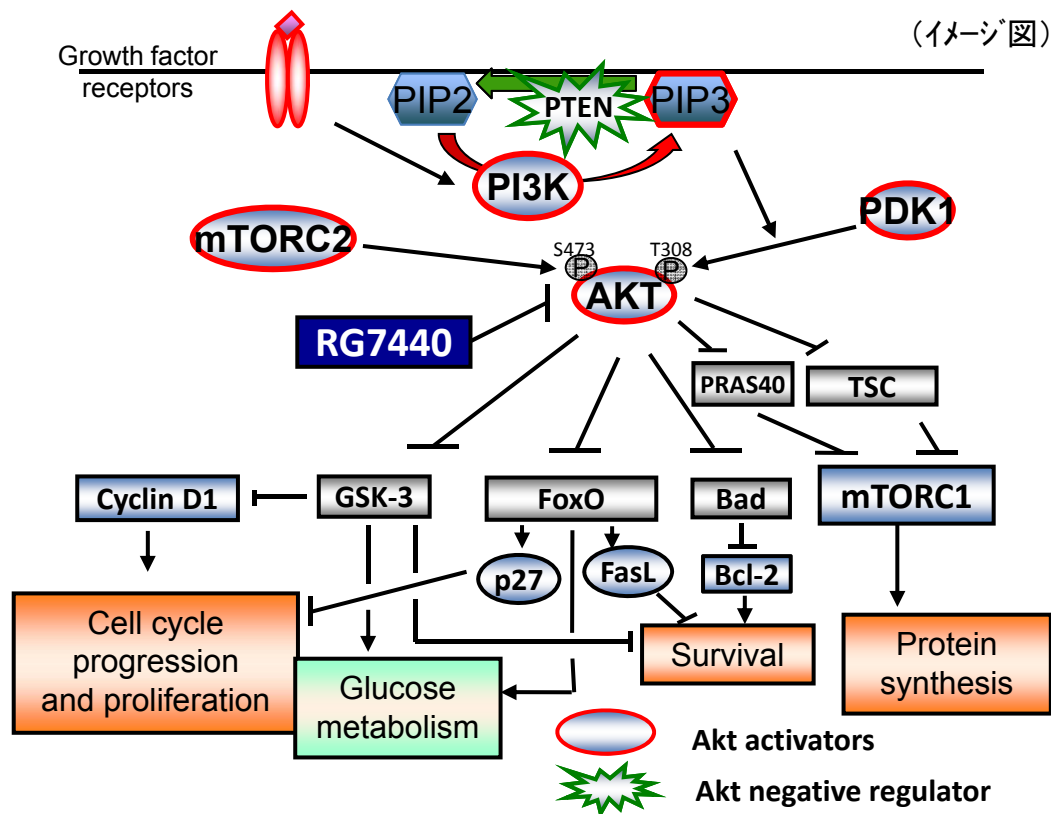 (イメージ図)
Growth factor
receptors
PIP2
PTEN
PIP3
PI3K
PDK1
mTORC2
S473
T308
P
P
AKT
RG7440
PRAS40
TSC
Cyclin D1
GSK-3
FoxO
Bad
mTORC1
p27
FasL
Bcl-2
Cell cycle
progression
and proliferation
Glucose
metabolism
Survival
Protein
synthesis
Akt activators
Akt negative regulator